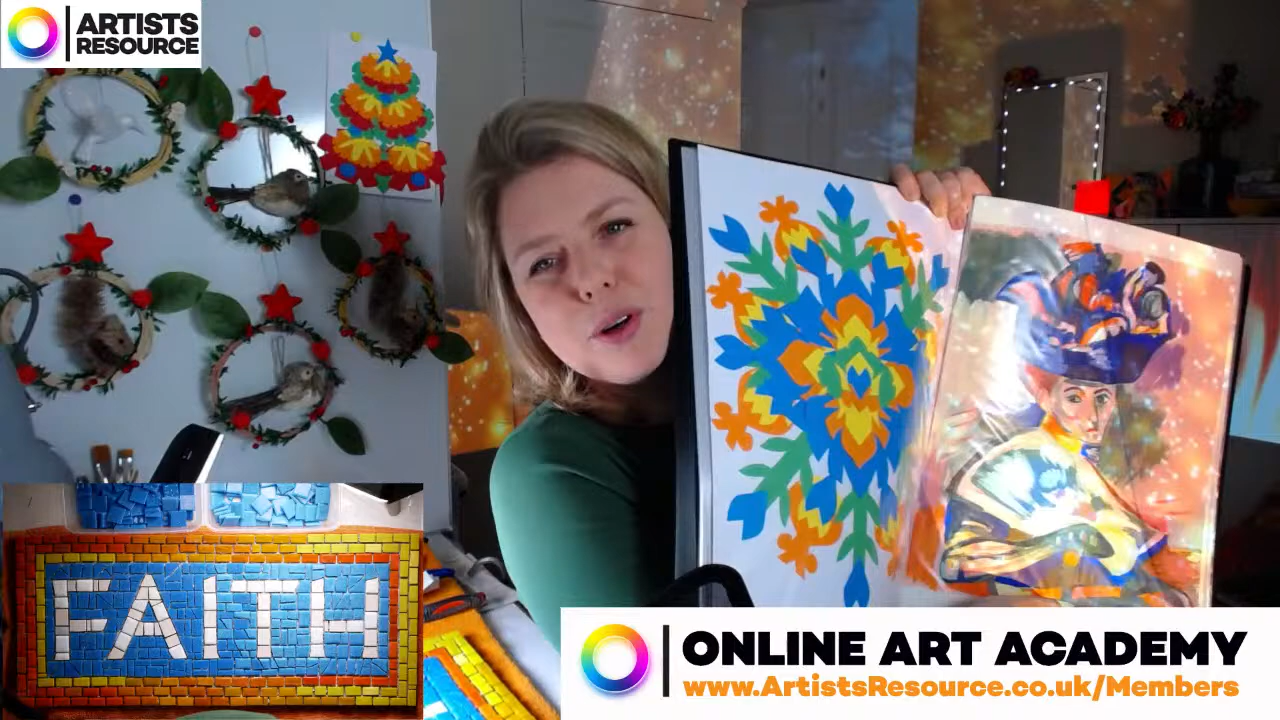 ARTISTS
RESOURCE
FAITH
ONLINE ART ACADEMY
www.ArtistsResource.co.uk/Members